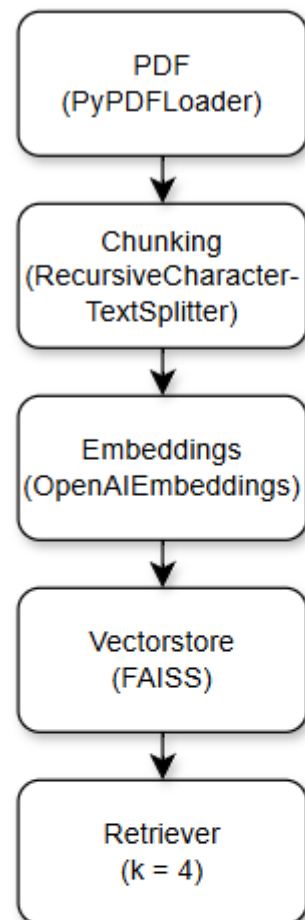 PDF
(PyPDFLoader)
Chunking
(RecursiveCharacter-
TextSplitter)
Embeddings
(OpenAIEmbeddings)
Vectorstore
(FAISS)
Retriever
(k = 4)